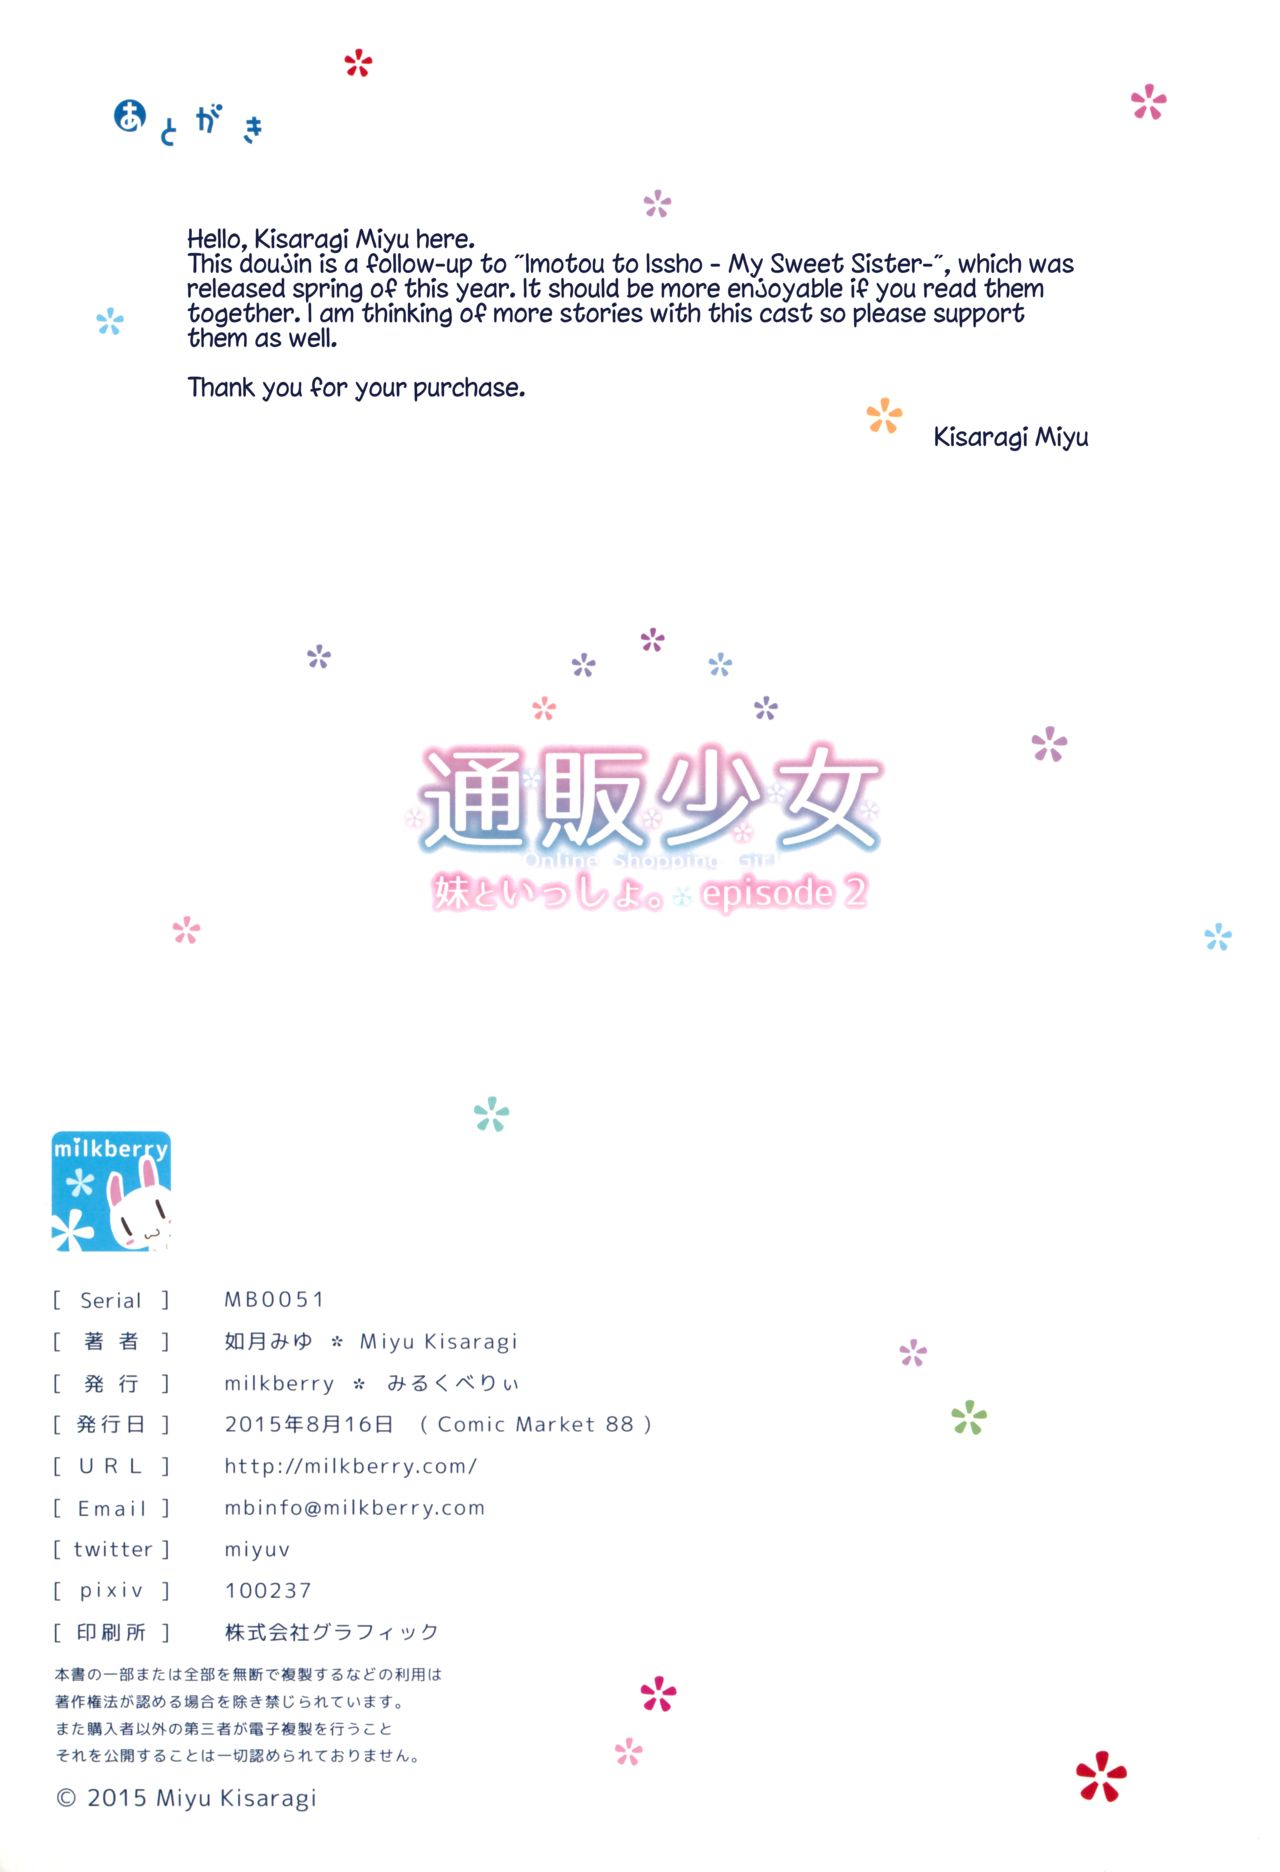 あとがき
Hello, Kisaragi Miyu here.
This doujin is a follow-up to "Imotou to Issho - My Sweet Sister-", which was
released spring of this year. It should be more enjoyable if you read them
together. I am thinking of more stories with this cast so please support
them as well.
Thank you for your purchase.
Kisaragi Miyu
通販少女
Online Shopping Girl
妹といっしょ。 episode 2
milkberry
[ Serial ] MB0051
[ 著者 ] 如月みゆ ✲ Miyu Kisaragi
[ 発行 ] milkberry ✲ みるくべりぃ
[ 発行日 ] 2015年8月16日 ( Comic Market 88 )
[ URL ] http://milkberry.com/
[ Email ] mbinfo@milkberry.com
[ twitter ] miyuv
[ pixiv ] 100237
[ 印刷所 ] 株式会社グラフィック
本書の一部または全部を無断で複製するなどの利用は
著作権法が認める場合を除き禁じられています。
また購入者以外の第三者が電子複製を行うこと
それを公開することは一切認められておりません。
© 2015 Miyu Kisaragi